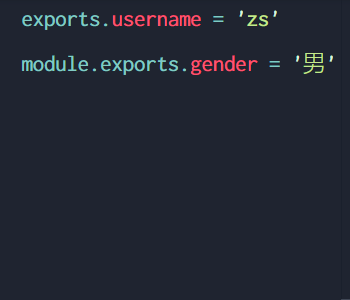 exports.username = 'zs'
module.exports.gender = '男'